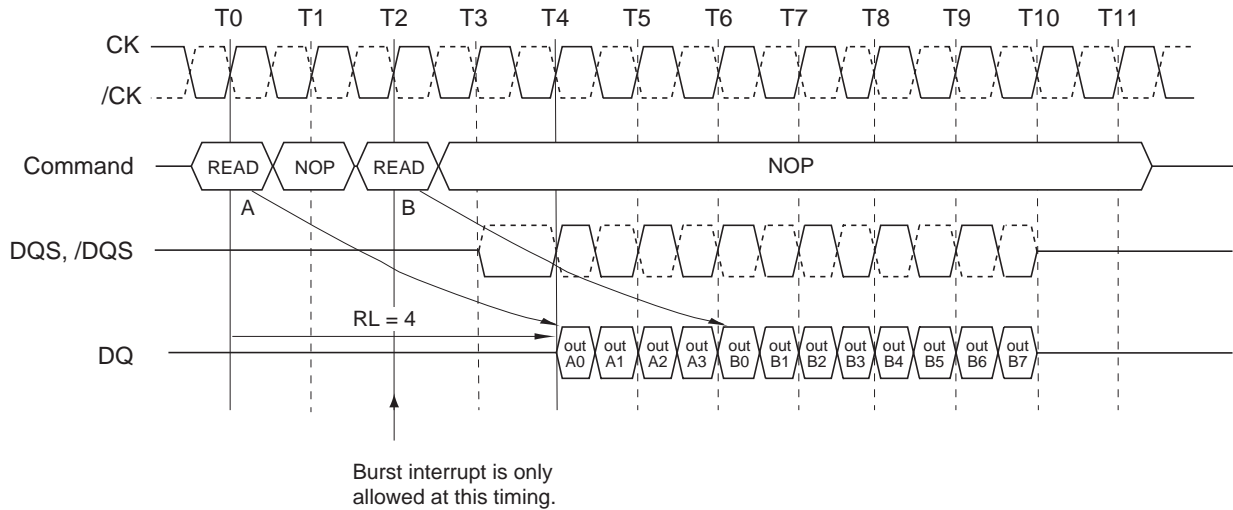 T0 T1 T2 T3 T4 T5 T6 T7 T8 T9 T10 T11
CK
/CK
Command
READ NOP READ NOP
A B
DQS, /DQS
RL = 4
DQ
out out out out out out out out out out out out
A0 A1 A2 A3 B0 B1 B2 B3 B4 B5 B6 B7
Burst interrupt is only
allowed at this timing.